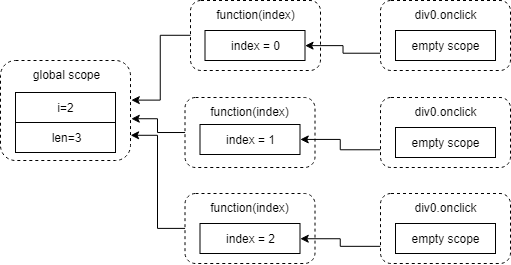 function(index)
div0.onclick
index = 0
empty scope
global scope
i=2
len=3
function(index)
div0.onclick
index = 1
empty scope
function(index)
div0.onclick
index = 2
empty scope